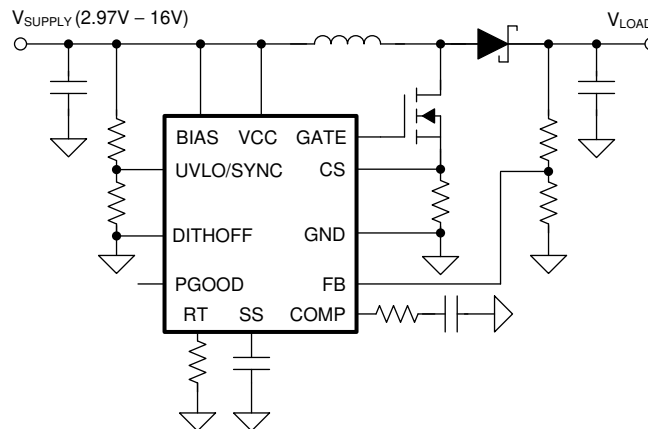 VSUPPLY (2.97V – 16V)
VLOAD
BIAS VCC GATE
UVLO/SYNC CS
DITHOFF GND
PGOOD FB
RT SS COMP